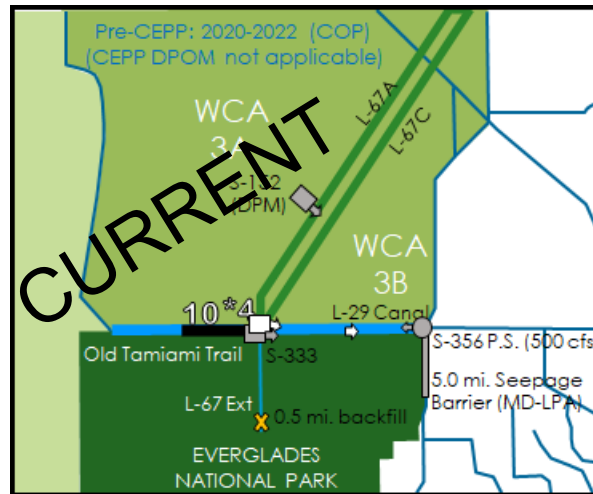 Pre-CEPP: 2020-2022 (COP)
(CEPP DPOM not applicable)
WCA
3A
L-67A
L-67C
S-152
(DPM)
CURRENT
WCA
3B
10*4
L-29 Canal
Old Tamiami Trail
S-333
S-356 P.S. (500 cfs
L-67 Ext
0.5 mi. backfill
5.0 mi. Seepage
Barrier (MD-LPA)
EVERGLADES
NATIONAL PARK